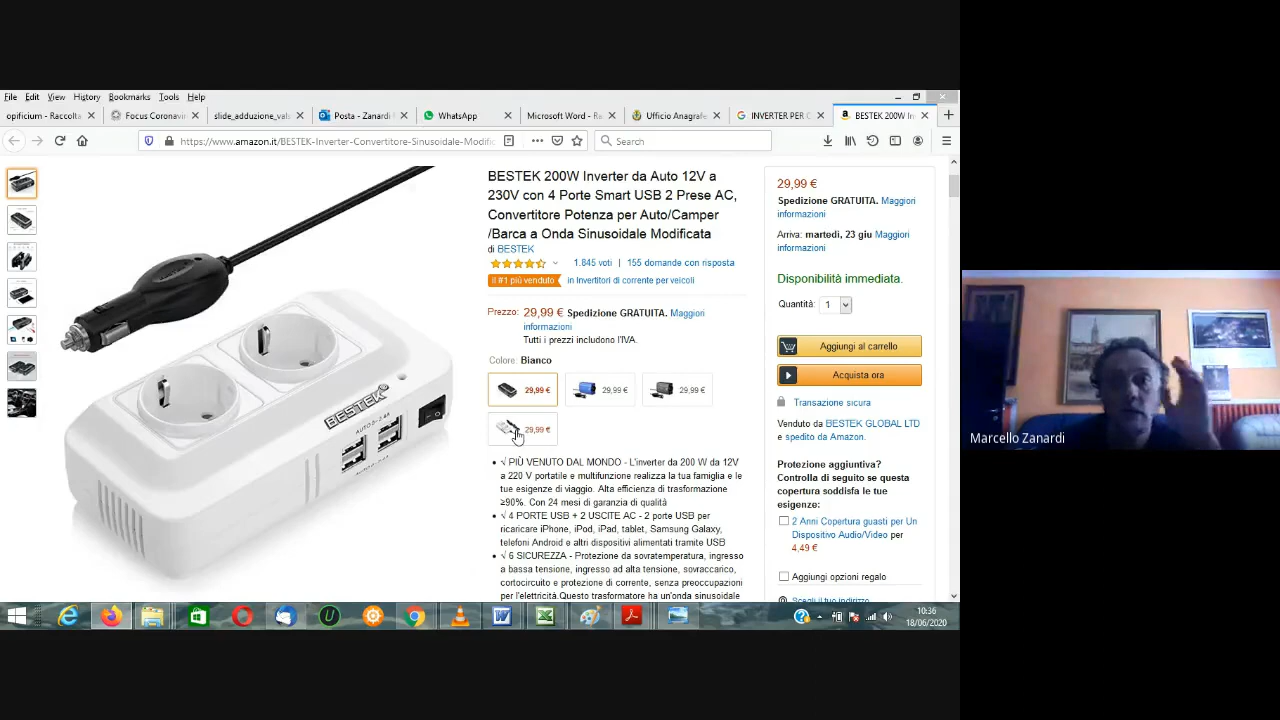 File Edit View History Bookmarks Tools Help
opificium - Raccolta
Focus Coronavi
slide_adduzione_vala
Posta - Zanardi
WhatsApp
Microsoft Word - Re
Ufficio Anagrafe
INVERTER PER C
BESTEK 200W In
https://www.amazon.it/BESTEK-Inverter-Convertitore-Sinusoidale-Modific
Search
BESTEK 200W Inverter da Auto 12V a
230V con 4 Porte Smart USB 2 Prese AC,
Convertitore Potenza per Auto/Camper
/Barca a Onda Sinusoidale Modificata
di BESTEK
1.845 voti | 155 domande con risposta
Il #1 più venduto in Invertitori di corrente per veicoli
Prezzo: 29,99 € Spedizione GRATUITA. Maggiori
informazioni
Tutti i prezzi includono l'IVA.
Colore: Bianco
29,99 €
29,99 €
29,99 €
29,99 €
• √ PIÙ VENUTO DAL MONDO - L'inverter da 200 W da 12V
a 220 V portatile e multifunzione realizza la tua famiglia e le
tue esigenze di viaggio. Alta efficienza di trasformazione
≥90%. Con 24 mesi di garanzia di qualità
• √ 4 PORTE USB + 2 USCITE AC - 2 porte USB per
ricaricare iPhone, iPod, iPad, tablet, Samsung Galaxy,
telefoni Android e altri dispositivi alimentati tramite USB
• √ 6 SICUREZZA - Protezione da sovratemperatura, ingresso
a bassa tensione, ingresso ad alta tensione, sovraccarico,
cortocircuito e protezione di corrente, senza preoccupazioni
per l'elettricità.Questo trasformatore ha un'onda sinusoidale
BESTEK
29,99 €
Spedizione GRATUITA. Maggiori
informazioni
Arriva: martedì, 23 giu Maggiori
informazioni
Disponibilità immediata.
Quantità: 1
Aggiungi al carrello
Acquista ora
Transazione sicura
Venduto da BESTEK GLOBAL LTD
e spedito da Amazon.
Protezione aggiuntiva?
Controlla di seguito se questa
copertura soddisfa le tue
esigenze:
2 Anni Copertura guasti per Un
Dispositivo Audio/Video per
4,49 €
Aggiungi opzioni regalo
Scegli il tuo indirizzo
10:36
18/06/2020
Marcello Zanardi